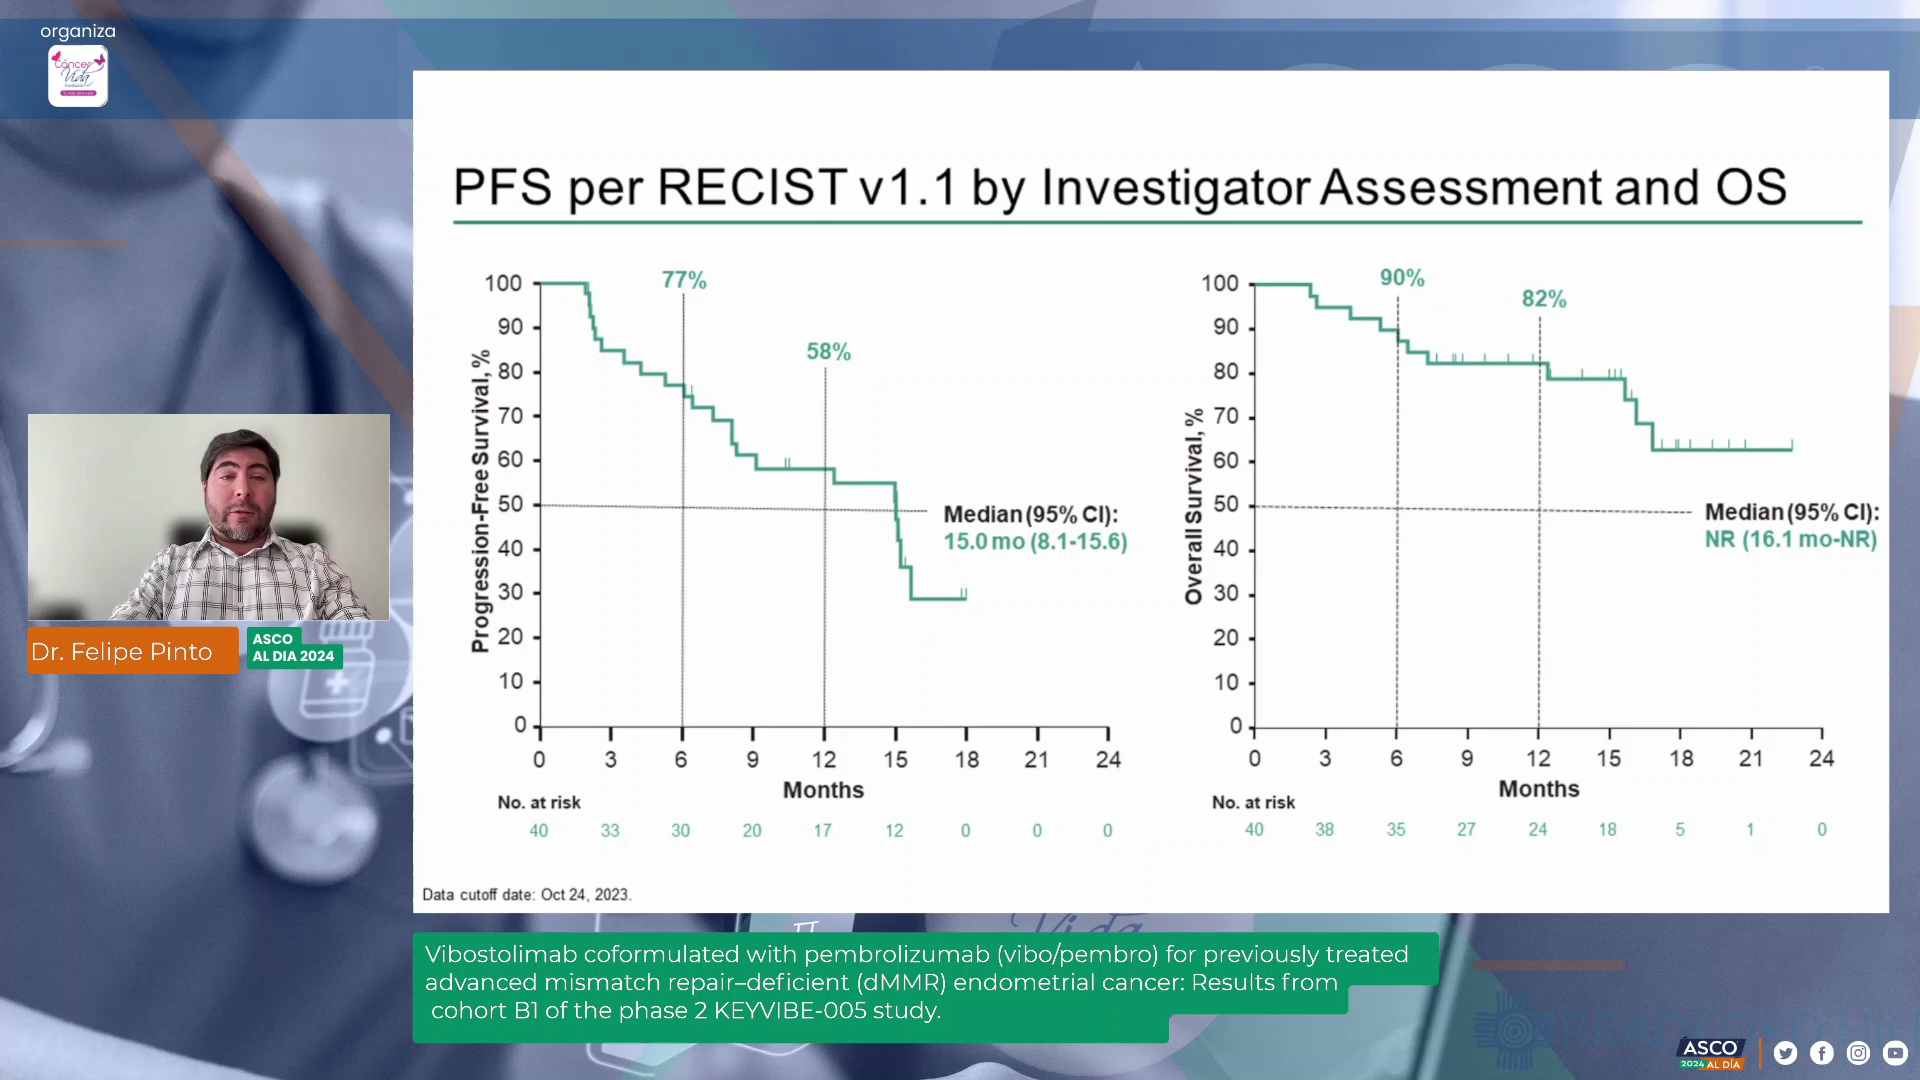 organiza
Cáncer
Vida
PFS per RECIST v1.1 by Investigator Assessment and OS
Progression-Free Survival, %
100
90
80
70
60
50
40
30
20
10
0
77%
58%
Median (95% CI):
15.0 mo (8.1-15.6)
0 3 6 9 12 15 18 21 24
Months
No. at risk
40 33 30 20 17 12 0 0 0
Overall Survival, %
100
90
80
70
60
50
40
30
20
10
0
90%
82%
Median (95% CI):
NR (16.1 mo-NR)
0 3 6 9 12 15 18 21 24
Months
No. at risk
40 38 35 27 24 18 5 1 0
Data cutoff date: Oct 24, 2023.
Dr. Felipe Pinto
ASCO
AL DIA 2024
Vida
Vibostolimab coformulated with pembrolizumab (vibo/pembro) for previously treated
advanced mismatch repair–deficient (dMMR) endometrial cancer: Results from
cohort B1 of the phase 2 KEYVIBE-005 study.
ASCO
2024 AL DÍA